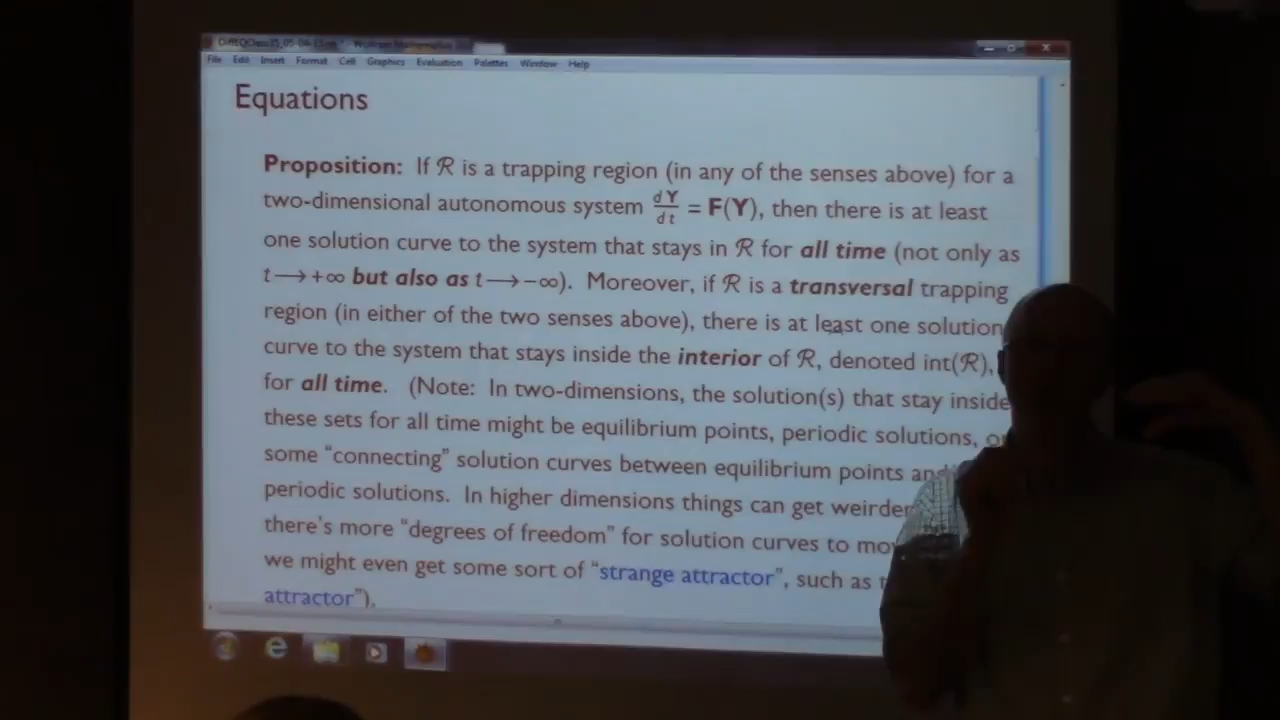 Wolfram Mathematica
File Edit Insert Format Cell Graphics Evaluation Palettes Window Help
Equations
Proposition: If ℛ is a trapping region (in any of the senses above) for a
two-dimensional autonomous system dY/dt = F(Y), then there is at least
one solution curve to the system that stays in ℛ for all time (not only as
t⟶+∞ but also as t⟶−∞). Moreover, if ℛ is a transversal trapping
region (in either of the two senses above), there is at least one solution
curve to the system that stays inside the interior of ℛ, denoted int(ℛ),
for all time. (Note: In two-dimensions, the solution(s) that stay inside
these sets for all time might be equilibrium points, periodic solutions, or
some "connecting" solution curves between equilibrium points and
periodic solutions. In higher dimensions things can get weirder
there's more "degrees of freedom" for solution curves to
we might even get some sort of "strange attractor", such as
attractor").